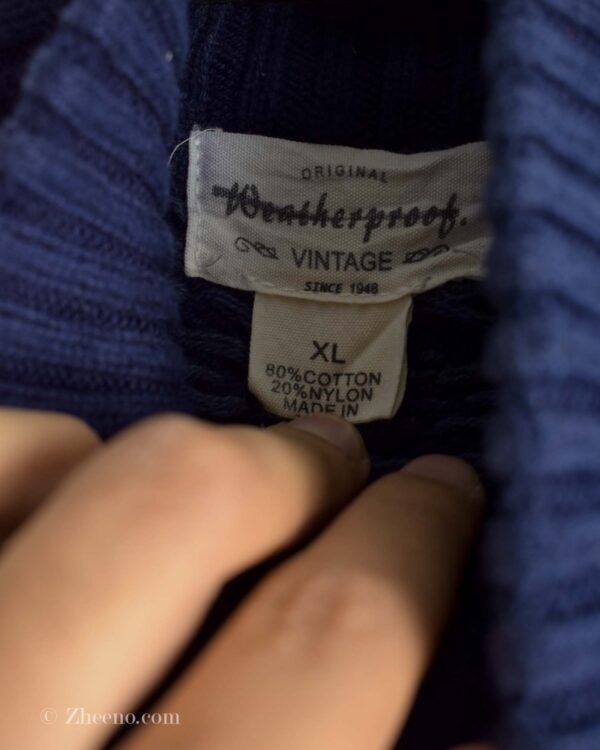 ORIGINAL
Weatherproof.
VINTAGE
SINCE 1948
XL
80%COTTON
20%NYLON
MADE IN
© Zheeno.com